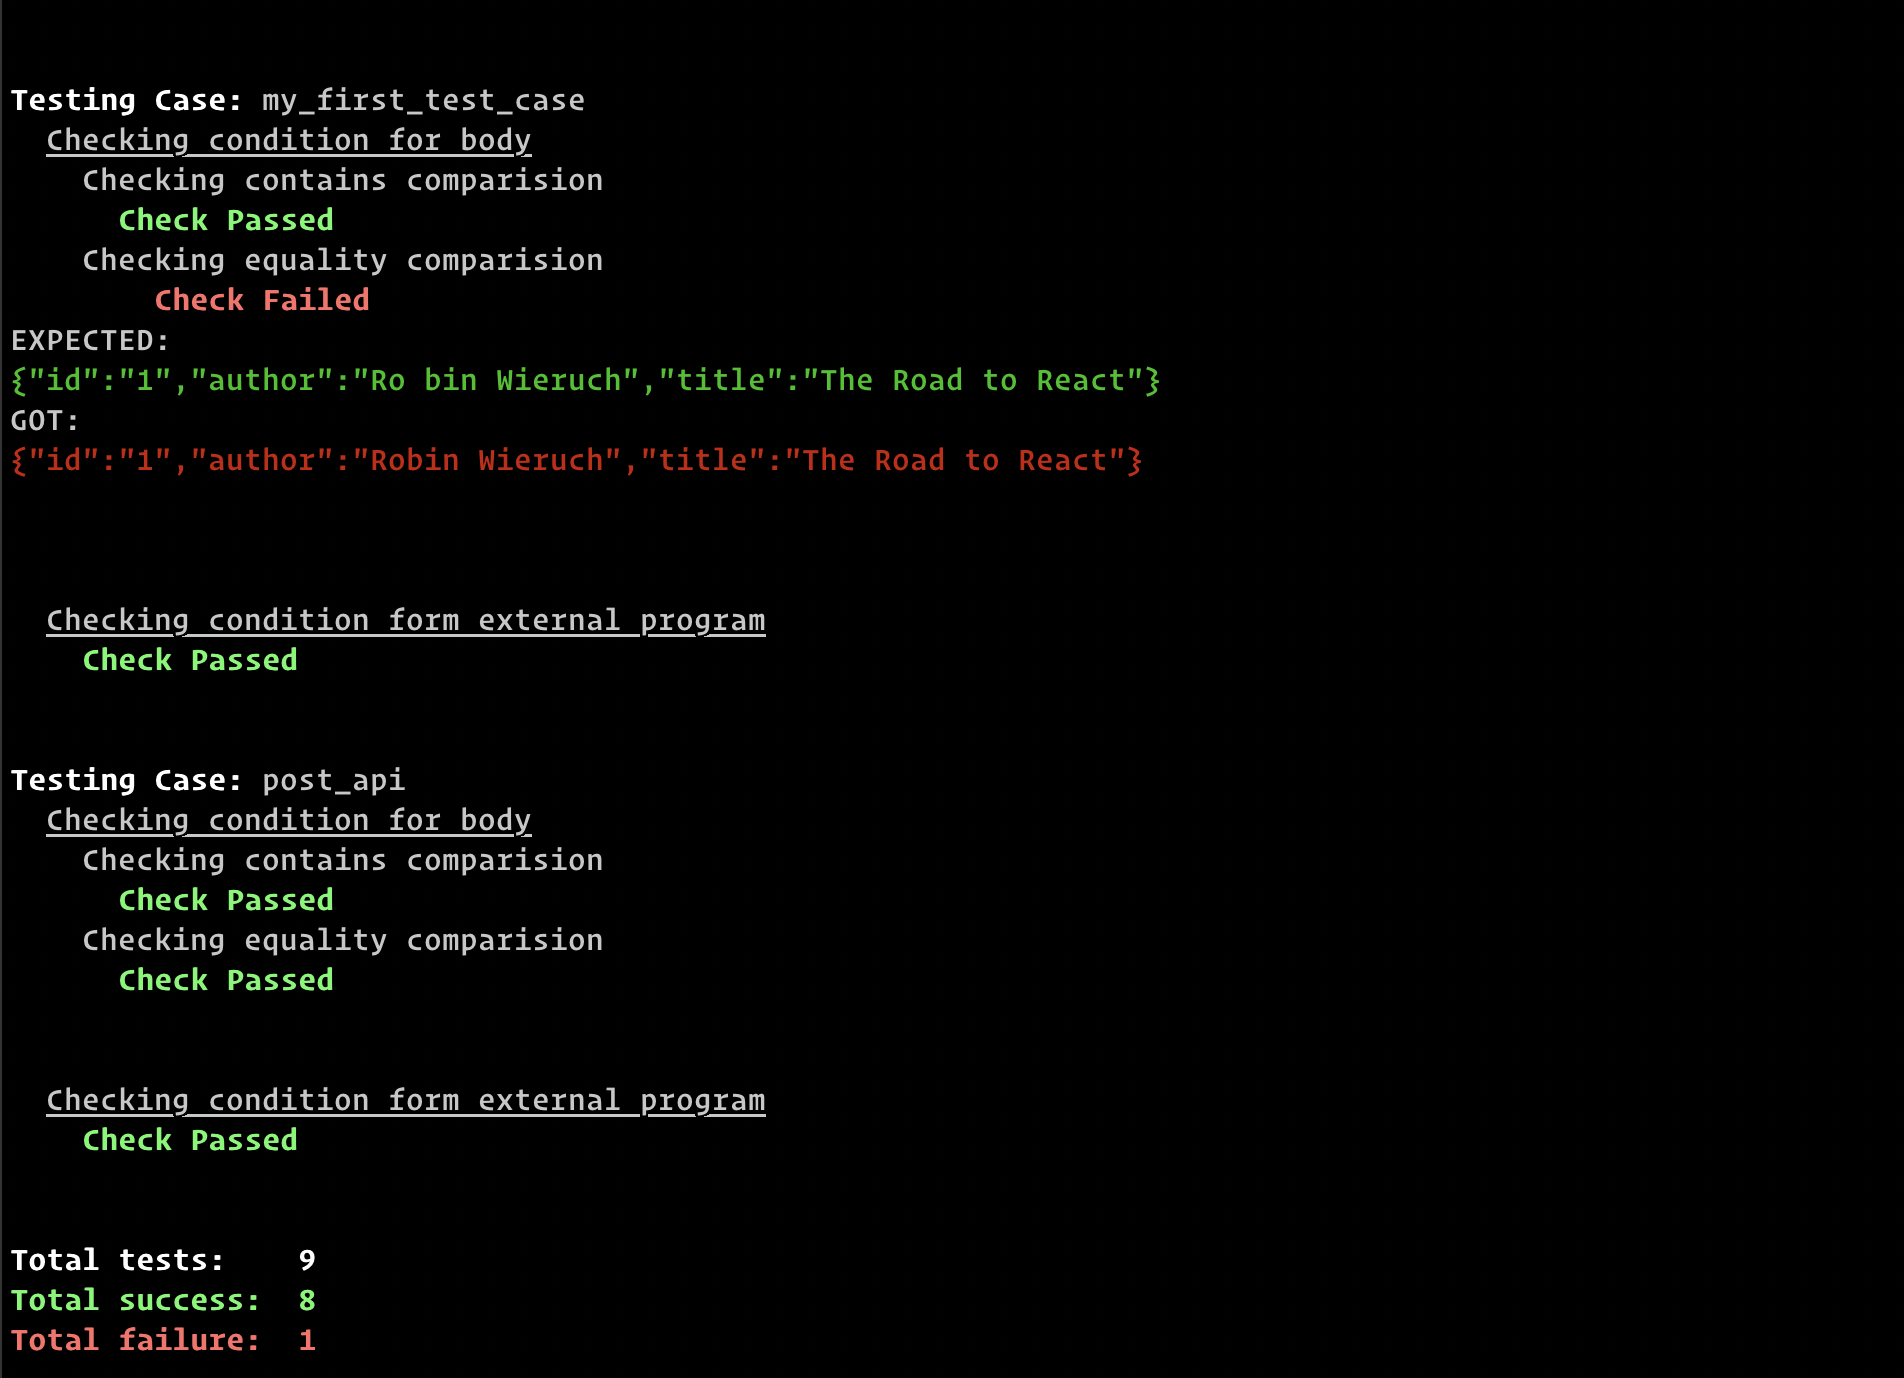 Testing Case: my_first_test_case
Checking condition for body
Checking contains comparision
Check Passed
Checking equality comparision
Check Failed
EXPECTED:
{"id":"1","author":"Ro bin Wieruch","title":"The Road to React"}
GOT:
{"id":"1","author":"Robin Wieruch","title":"The Road to React"}
Checking condition form external program
Check Passed
Testing Case: post_api
Checking condition for body
Checking contains comparision
Check Passed
Checking equality comparision
Check Passed
Checking condition form external program
Check Passed
Total tests: 9
Total success: 8
Total failure: 1